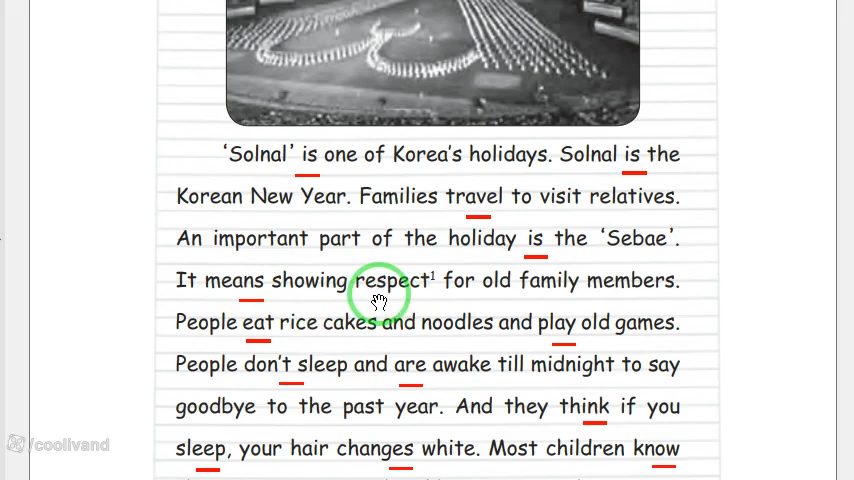 ‘Solnal’ is one of Korea’s holidays. Solnal is the
Korean New Year. Families travel to visit relatives.
An important part of the holiday is the ‘Sebae’.
It means showing respect¹ for old family members.
People eat rice cakes and noodles and play old games.
People don’t sleep and are awake till midnight to say
goodbye to the past year. And they think if you
sleep, your hair changes white. Most children know
/coolivand